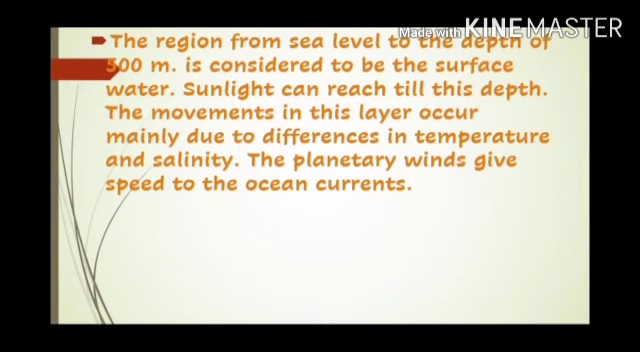 Made with KINEMASTER
The region from sea level to the depth of
500 m. is considered to be the surface
water. Sunlight can reach till this depth.
The movements in this layer occur
mainly due to differences in temperature
and salinity. The planetary winds give
speed to the ocean currents.